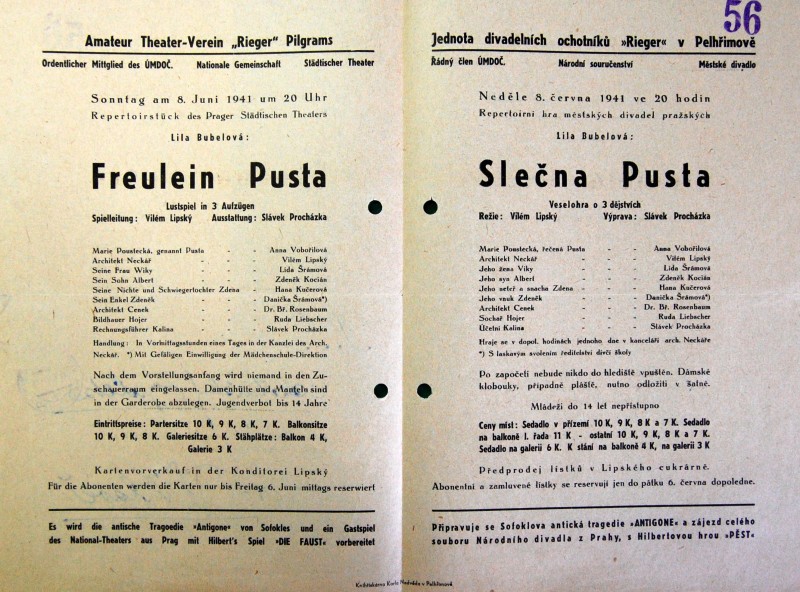 Amateur Theater-Verein „Rieger“ Pilgrams
Ordentlicher Mittglied des ÚMDOČ. Nationale Gemeinschaft Städtischer Theater
Sonntag am 8. Juni 1941 um 20 Uhr
Repertoirstück des Prager Städtischen Theaters
Lila Bubelová:
Freulein Pusta
Lustspiel in 3 Aufzügen
Spielleitung: Vilém Lipský Ausstattung: Slávek Procházka
Marie Poustecká, genannt Pusta - - Anna Vobořilová
Architekt Neckář - - Vilém Lipský
Seine Frau Wiky - - Lída Šrámová
Sein Sohn Albert - - Zdeněk Kocián
Seine Nichte und Schwiegertochter Zdena - - Hana Kučerová
Sein Enkel Zdeněk - - Danička Šrámová*)
Architekt Cenek - - Dr. Bř. Rosenbaum
Bildhauer Hojer - - Ruda Liebscher
Rechnungsführer Kalina - - Slávek Procházka
Handlung: In Vormittagsstunden eines Tages in der Kanzlei des Arch.
Neckář. *) Mit Gefäligen Einwilligung der Mädchenschule-Direktion
Nach dem Vorstellungsanfang wird niemand in den Zu-
schauerraum eingelassen. Damenhülte und Manteln sind
in der Garderobe abzulegen. Jugendverbot bis 14 Jahre
Eintrittspreise: Partersitze 10 K, 9 K, 8 K, 7 K. Balkonsitze
10 K, 9 K, 8 K. Galeriesitze 6 K. Stähplätze: Balkon 4 K,
Galerie 3 K
Kartenvorverkauf in der Konditorei Lipský
Für die Abonenten werden die Karten nur bis Freitag 6. Juni mittags reserwiert
Es wird die antische Tragoedie »Antigone« von Sofokles und ein Gastspiel
des National-Theaters aus Prag mit Hilbert's Spiel »DIE FAUST« vorbereitet
56
Jednota divadelních ochotníků »Rieger« v Pelhřimově
Řádný člen ÚMDOČ. Národní souručenství Městské divadlo
Neděle 8. června 1941 ve 20 hodin
Repertoirní hra městských divadel pražských
Lila Bubelová:
Slečna Pusta
Veselohra o 3 dějstvích
Režie: Vilém Lipský Výprava: Slávek Procházka
Marie Poustecká, řečená Pusta - - Anna Vobořilová
Architekt Neckář - - Vilém Lipský
Jeho žena Viky - - Lída Šrámová
Jeho syn Albert - - Zdeněk Kocián
Jeho neteř a snacha Zdena - - Hana Kučerová
Jeho vnuk Zdeněk - - Danička Šrámová*)
Architekt Cenek - - Dr. Bř. Rosenbaum
Sochař Hojer - - Ruda Liebscher
Účetní Kalina - - Slávek Procházka
Hraje se v dopol. hodinách jednoho dne v kanceláři arch. Neckáře
*) S laskavým svolením ředitelství dívčí školy
Po započetí nebude nikdo do hlediště vpuštěn. Dámské
klobouky, případně pláště, nutno odložiti v šatně.
Mládeži do 14 let nepřístupno
Ceny míst: Sedadlo v přízemí 10 K, 9 K, 8 K a 7 K. Sedadlo
na balkoně I. řada 11 K - ostatní 10 K, 9 K, 8 K a 7 K.
Sedadlo na galerii 6 K. K stání na balkoně 4 K, na galerii 3 K
Předprodej lístků v Lipského cukrárně.
Abonentní a zamluvené lístky se reservují jen do pátku 6. června dopoledne.
Připravuje se Sofoklova antická tragedie »ANTIGONE« a zájezd celého
souboru Národního divadla z Prahy, s Hilbertovou hrou »PĚST«
Knihtiskárna Karla Nedvěda v Pelhřimově